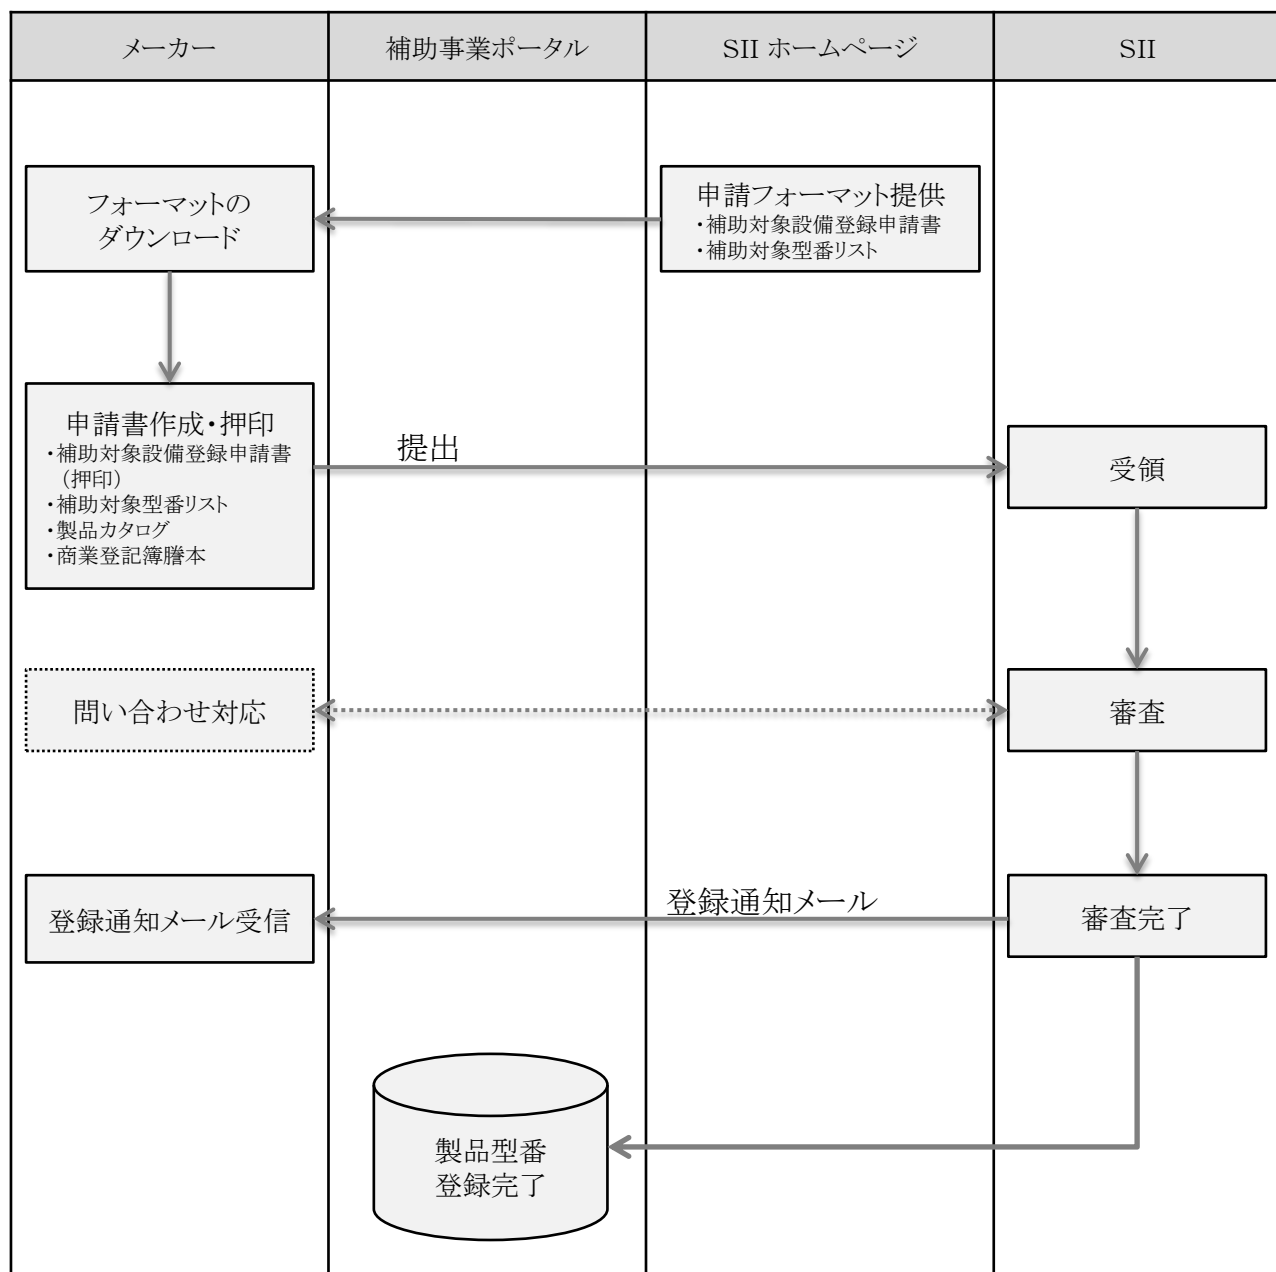 メーカー
補助事業ポータル
SII ホームページ
SII
フォーマットの
ダウンロード
申請フォーマット提供
・補助対象設備登録申請書
・補助対象型番リスト
申請書作成・押印
・補助対象設備登録申請書
(押印)
・補助対象型番リスト
・製品カタログ
・商業登記簿謄本
提出
受領
問い合わせ対応
審査
登録通知メール受信
登録通知メール
審査完了
製品型番
登録完了